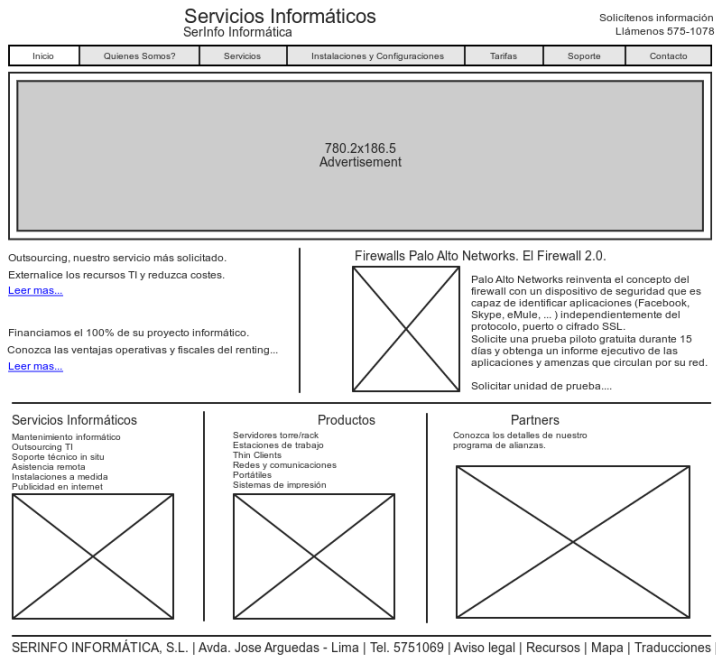 Servicios Informáticos
SerInfo Informática
Solicítenos información
Llámenos 575-1078
Inicio
Quienes Somos?
Servicios
Instalaciones y Configuraciones
Tarifas
Soporte
Contacto
780.2x186.5
Advertisement
Outsourcing, nuestro servicio más solicitado.
Externalice los recursos TI y reduzca costes.
Leer mas...
Financiamos el 100% de su proyecto informático.
Conozca las ventajas operativas y fiscales del renting...
Leer mas...
Firewalls Palo Alto Networks. El Firewall 2.0.
Palo Alto Networks reinventa el concepto del
firewall con un dispositivo de seguridad que es
capaz de identificar aplicaciones (Facebook,
Skype, eMule, ... ) independientemente del
protocolo, puerto o cifrado SSL.
Solicite una prueba piloto gratuita durante 15
días y obtenga un informe ejecutivo de las
aplicaciones y amenzas que circulan por su red.
Solicitar unidad de prueba....
Servicios Informáticos
Mantenimiento informático
Outsourcing TI
Soporte técnico in situ
Asistencia remota
Instalaciones a medida
Publicidad en internet
Productos
Servidores torre/rack
Estaciones de trabajo
Thin Clients
Redes y comunicaciones
Portátiles
Sistemas de impresión
Partners
Conozca los detalles de nuestro
programa de alianzas.
SERINFO INFORMÁTICA, S.L. | Avda. Jose Arguedas - Lima | Tel. 5751069 | Aviso legal | Recursos | Mapa | Traducciones |